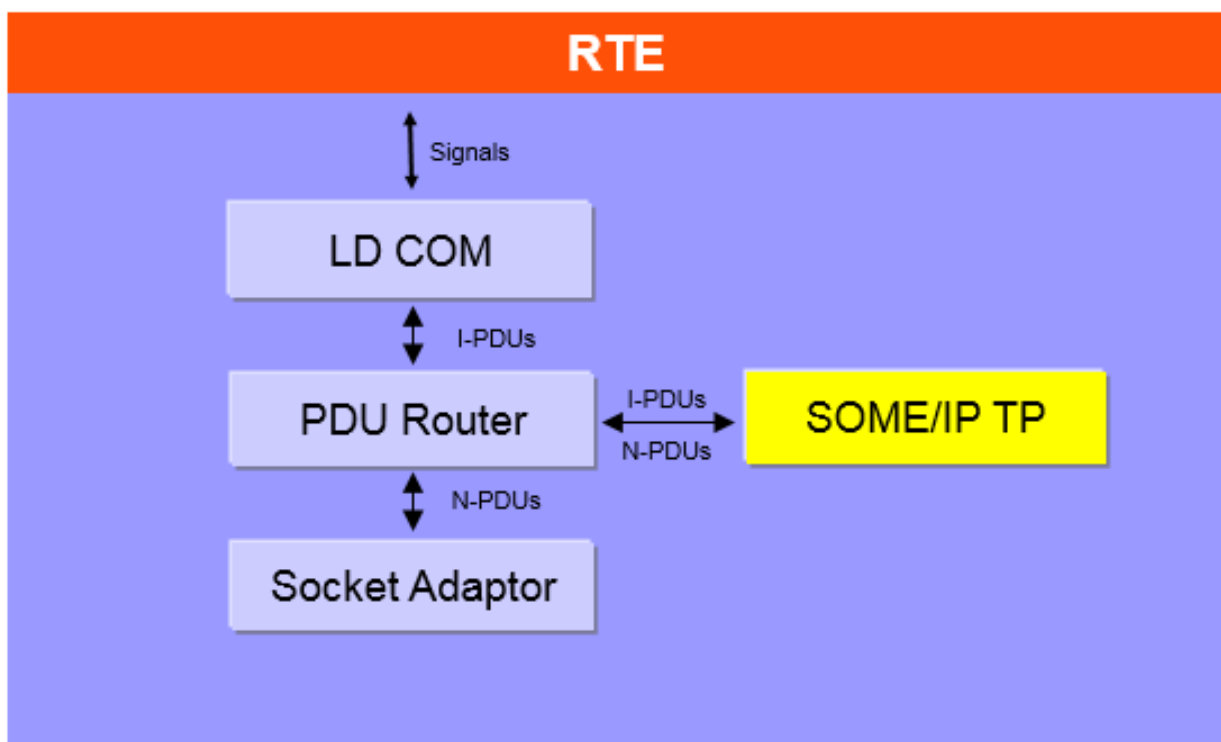 RTE
Signals
LD COM
I-PDUs
PDU Router
I-PDUs
N-PDUs
SOME/IP TP
N-PDUs
Socket Adaptor